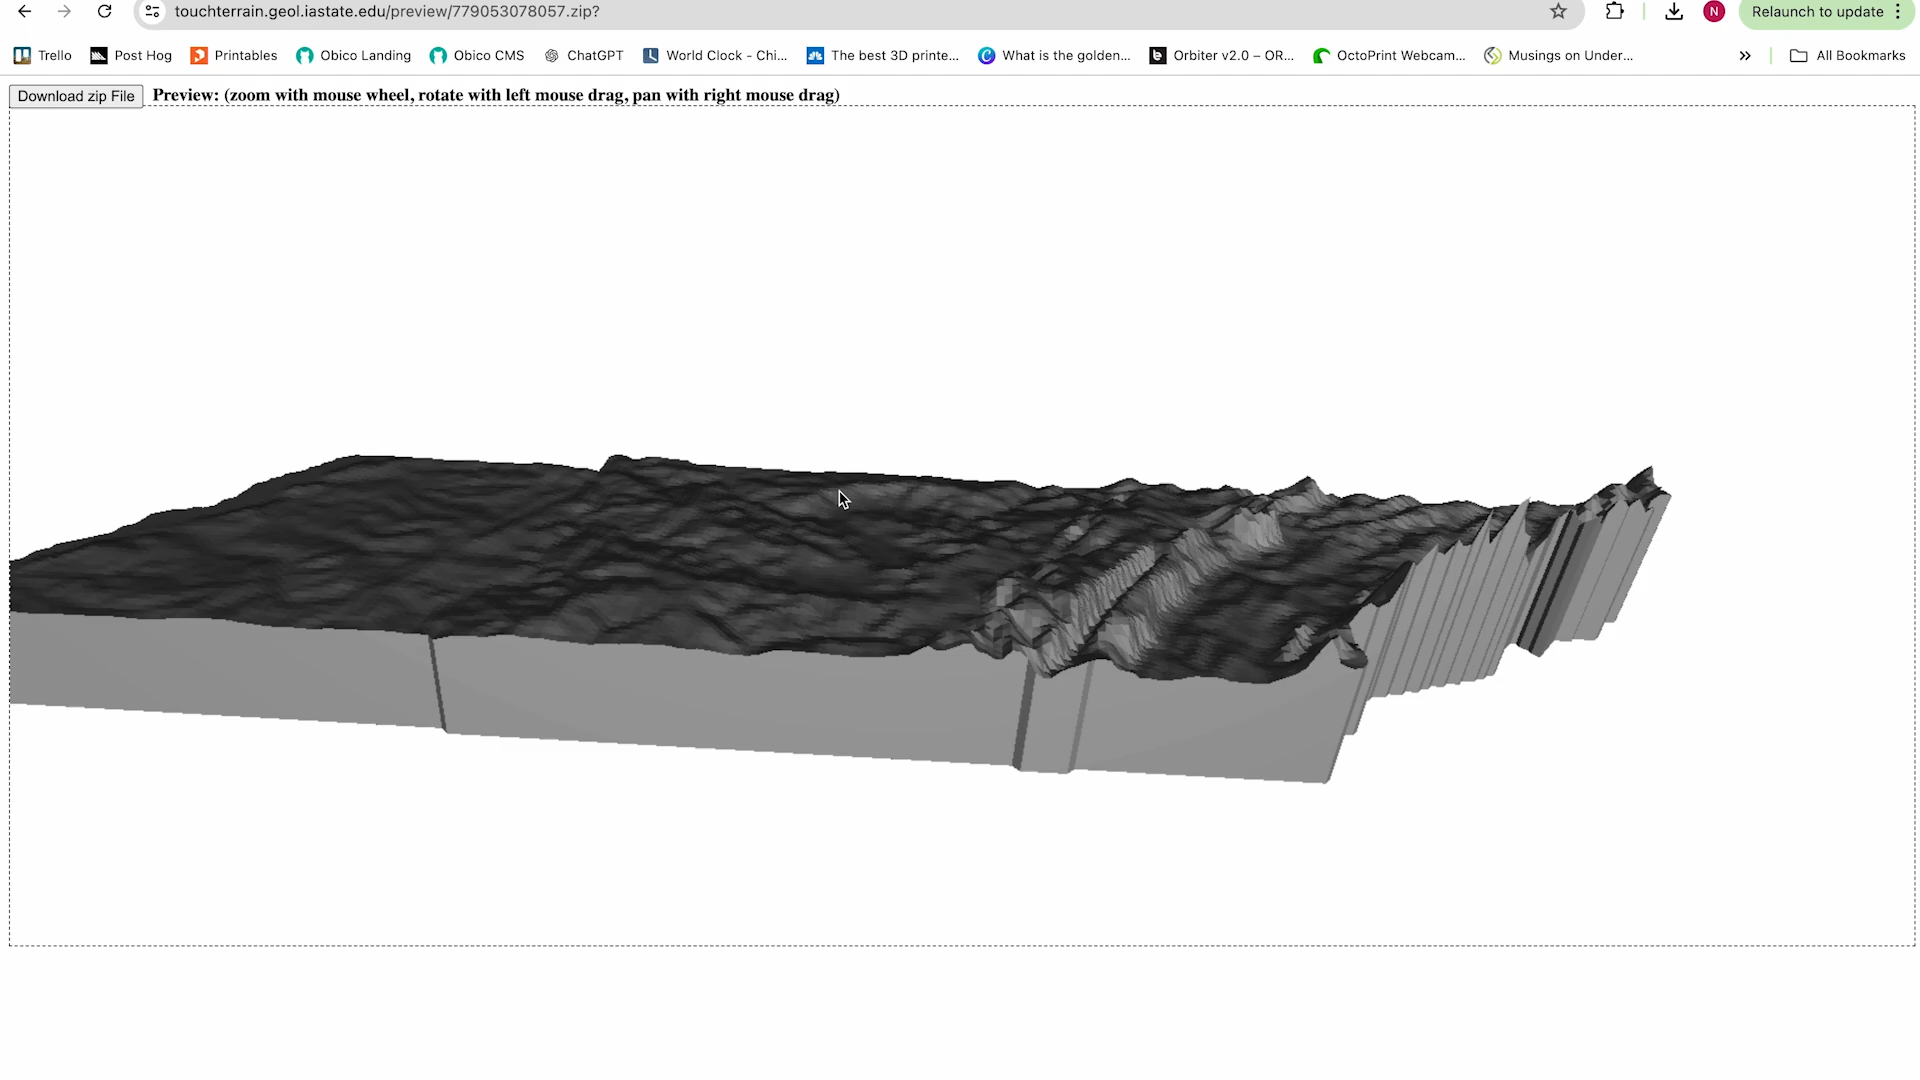 touchterrain.geol.iastate.edu/preview/779053078057.zip?
N
Relaunch to update
Trello
Post Hog
Printables
Obico Landing
Obico CMS
ChatGPT
World Clock - Chi...
The best 3D printe...
What is the golden...
Orbiter v2.0 – OR...
OctoPrint Webcam...
Musings on Under...
»
All Bookmarks
Download zip File
Preview: (zoom with mouse wheel, rotate with left mouse drag, pan with right mouse drag)